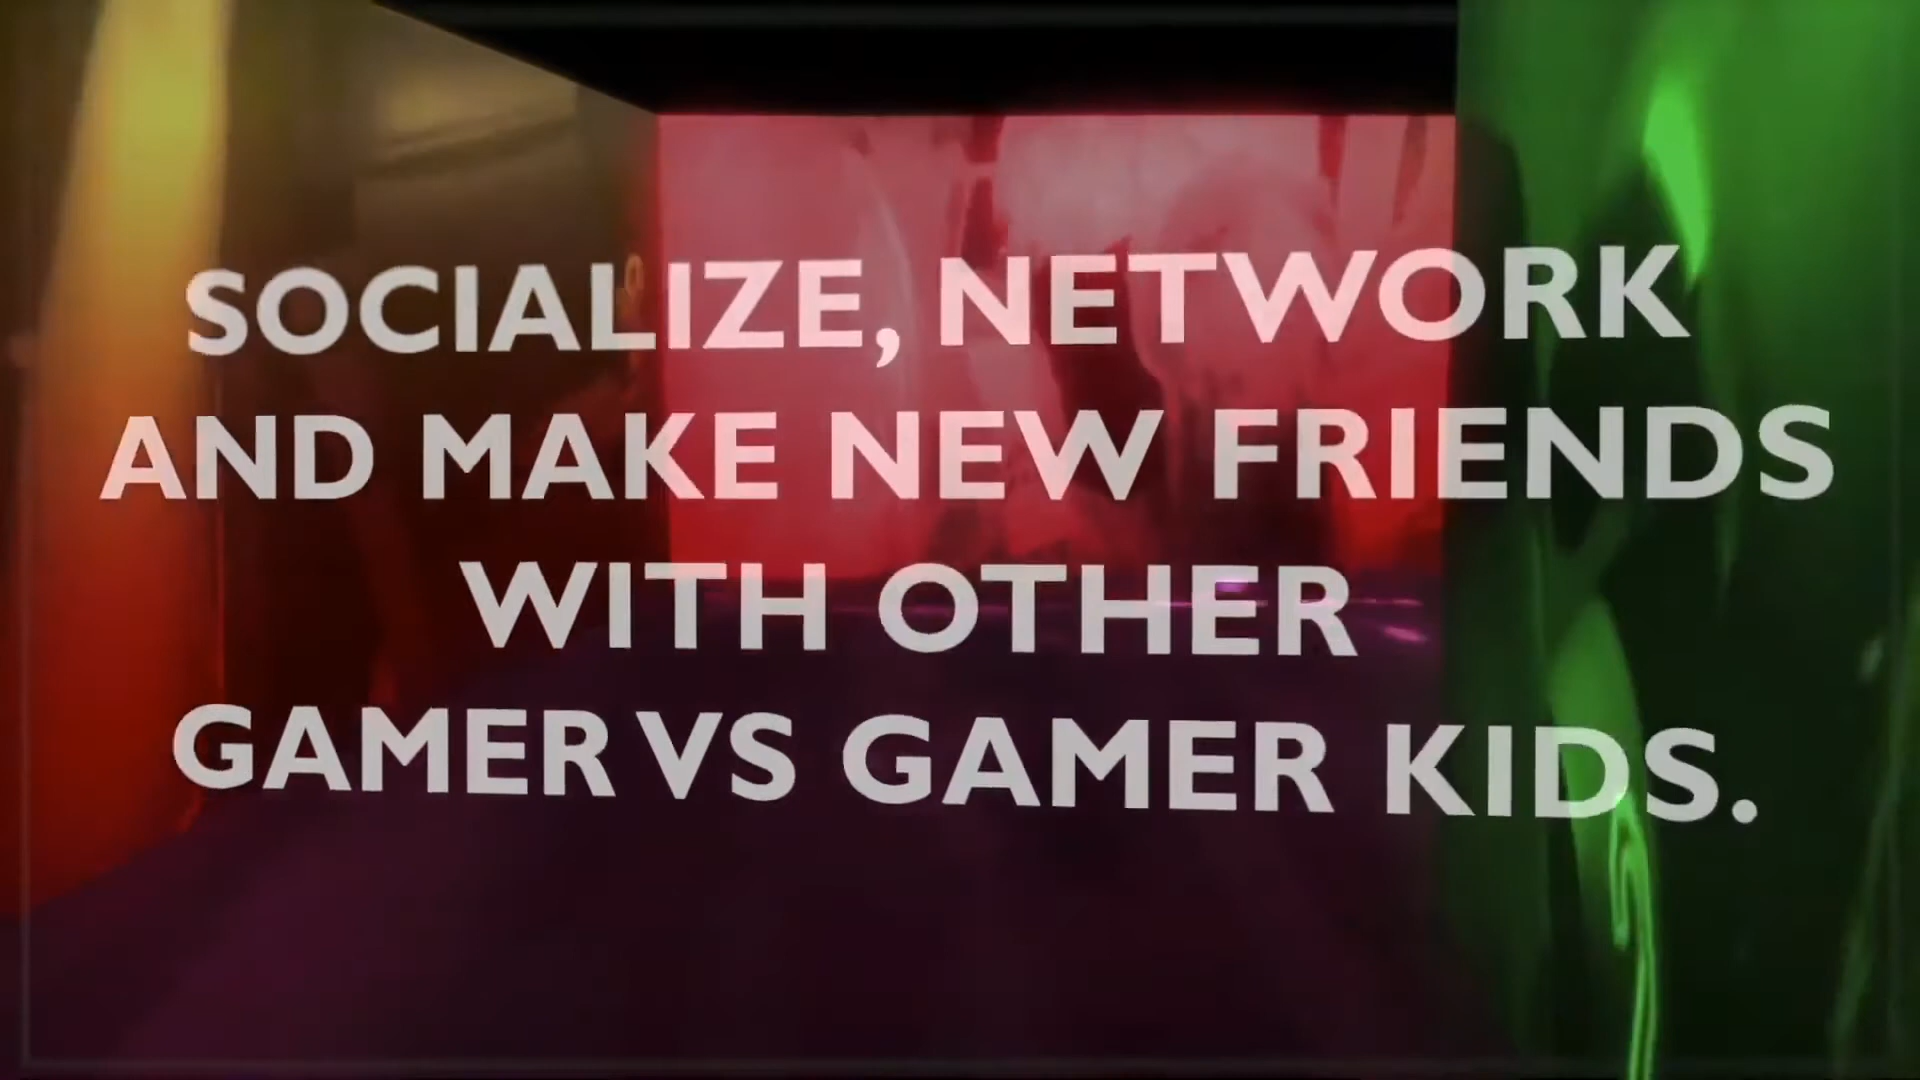 SOCIALIZE, NETWORK
AND MAKE NEW FRIENDS
WITH OTHER
GAMER VS GAMER KIDS.